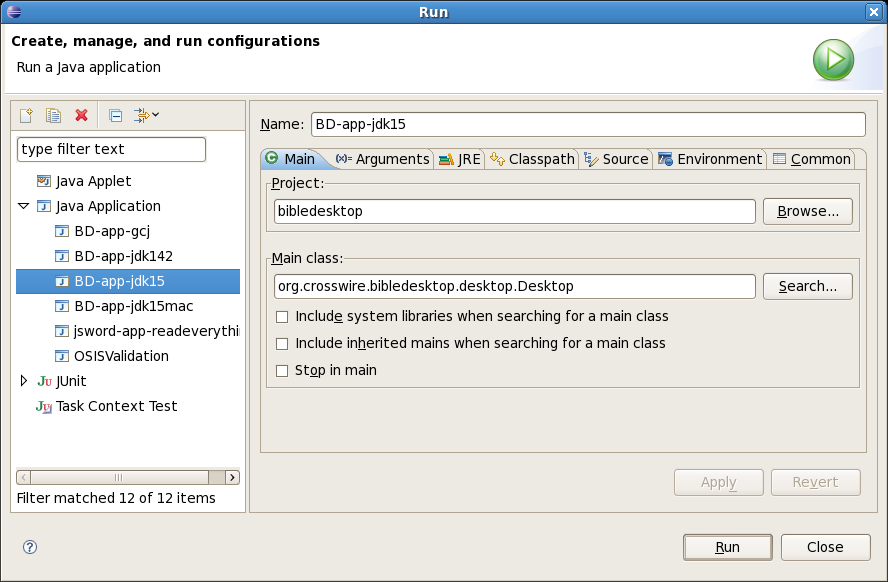 Run
Create, manage, and run configurations
Run a Java application
type filter text
Java Applet
Java Application
BD-app-gcj
BD-app-jdk142
BD-app-jdk15
BD-app-jdk15mac
jsword-app-readeverythi
OSISValidation
JUnit
Task Context Test
Filter matched 12 of 12 items
Name: BD-app-jdk15
Main (x)= Arguments JRE Classpath Source Environment Common
Project:
bibledesktop Browse...
Main class:
org.crosswire.bibledesktop.desktop.Desktop Search...
Include system libraries when searching for a main class
Include inherited mains when searching for a main class
Stop in main
Apply Revert
Run Close